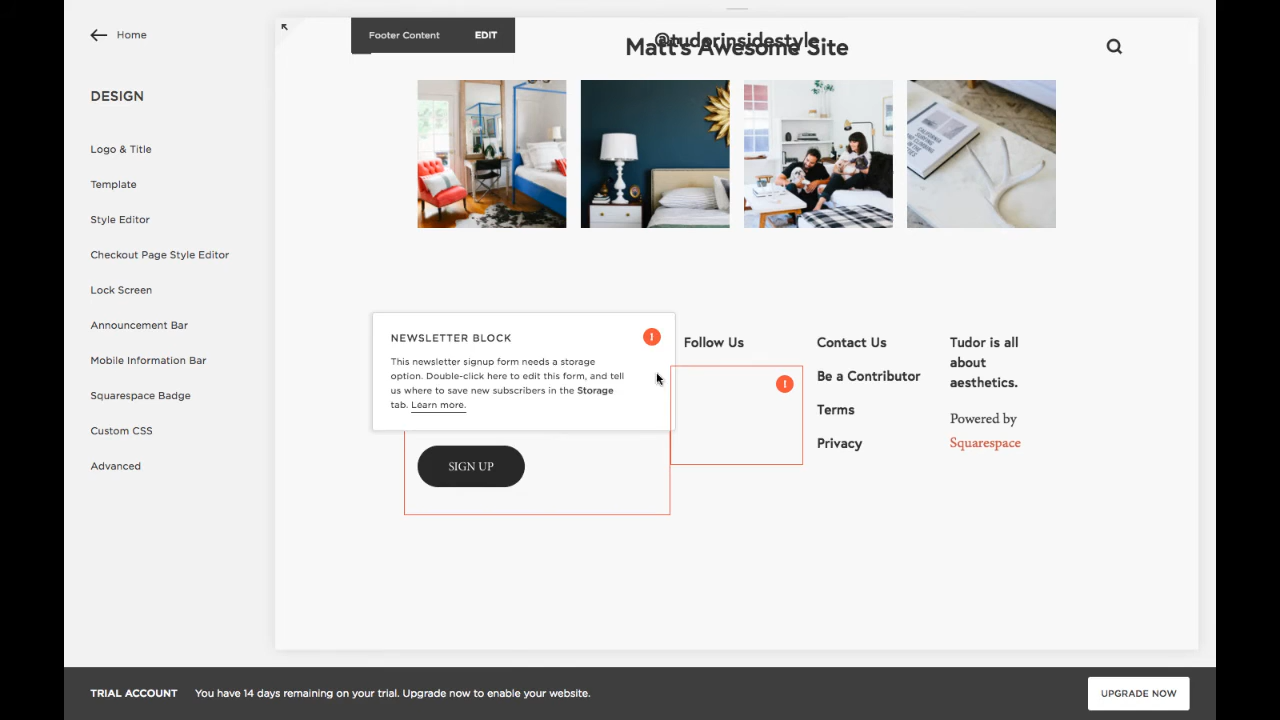 Home
Footer Content EDIT
@tudorinsidestyle
Matt's Awesome Site
DESIGN
Logo & Title
Template
Style Editor
Checkout Page Style Editor
Lock Screen
Announcement Bar
Mobile Information Bar
Squarespace Badge
Custom CSS
Advanced
NEWSLETTER BLOCK
This newsletter signup form needs a storage
option. Double-click here to edit this form, and tell
us where to save new subscribers in the Storage
tab. Learn more.
SIGN UP
Follow Us
Contact Us
Be a Contributor
Terms
Privacy
Tudor is all
about
aesthetics.
Powered by
Squarespace
TRIAL ACCOUNT You have 14 days remaining on your trial. Upgrade now to enable your website.
UPGRADE NOW